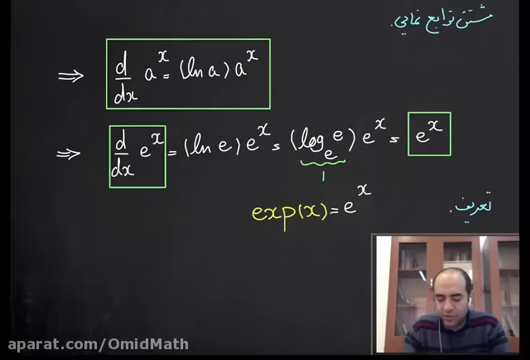 مشتق توابع نمایی.
⇒ d/dx a^x = (ln a) a^x
⇒ d/dx e^x = (ln e) e^x = (log_e e) e^x = e^x
1
تعریف. exp(x) = e^x
aparat.com/OmidMath